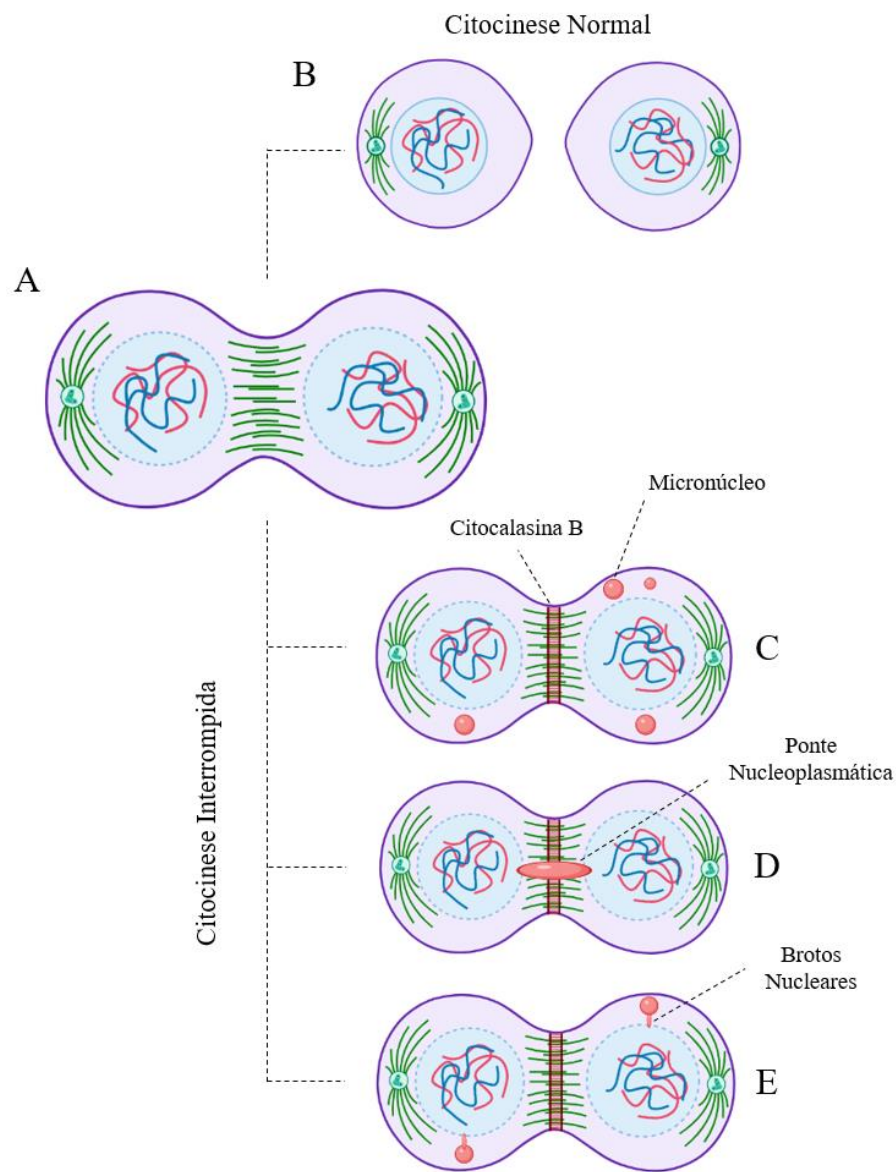 Citocinese Normal
B
A
Micronúcleo
Citocalasina B
C
Ponte
Nucleoplasmática
D
Citocinese Interrompida
Brotos
Nucleares
E